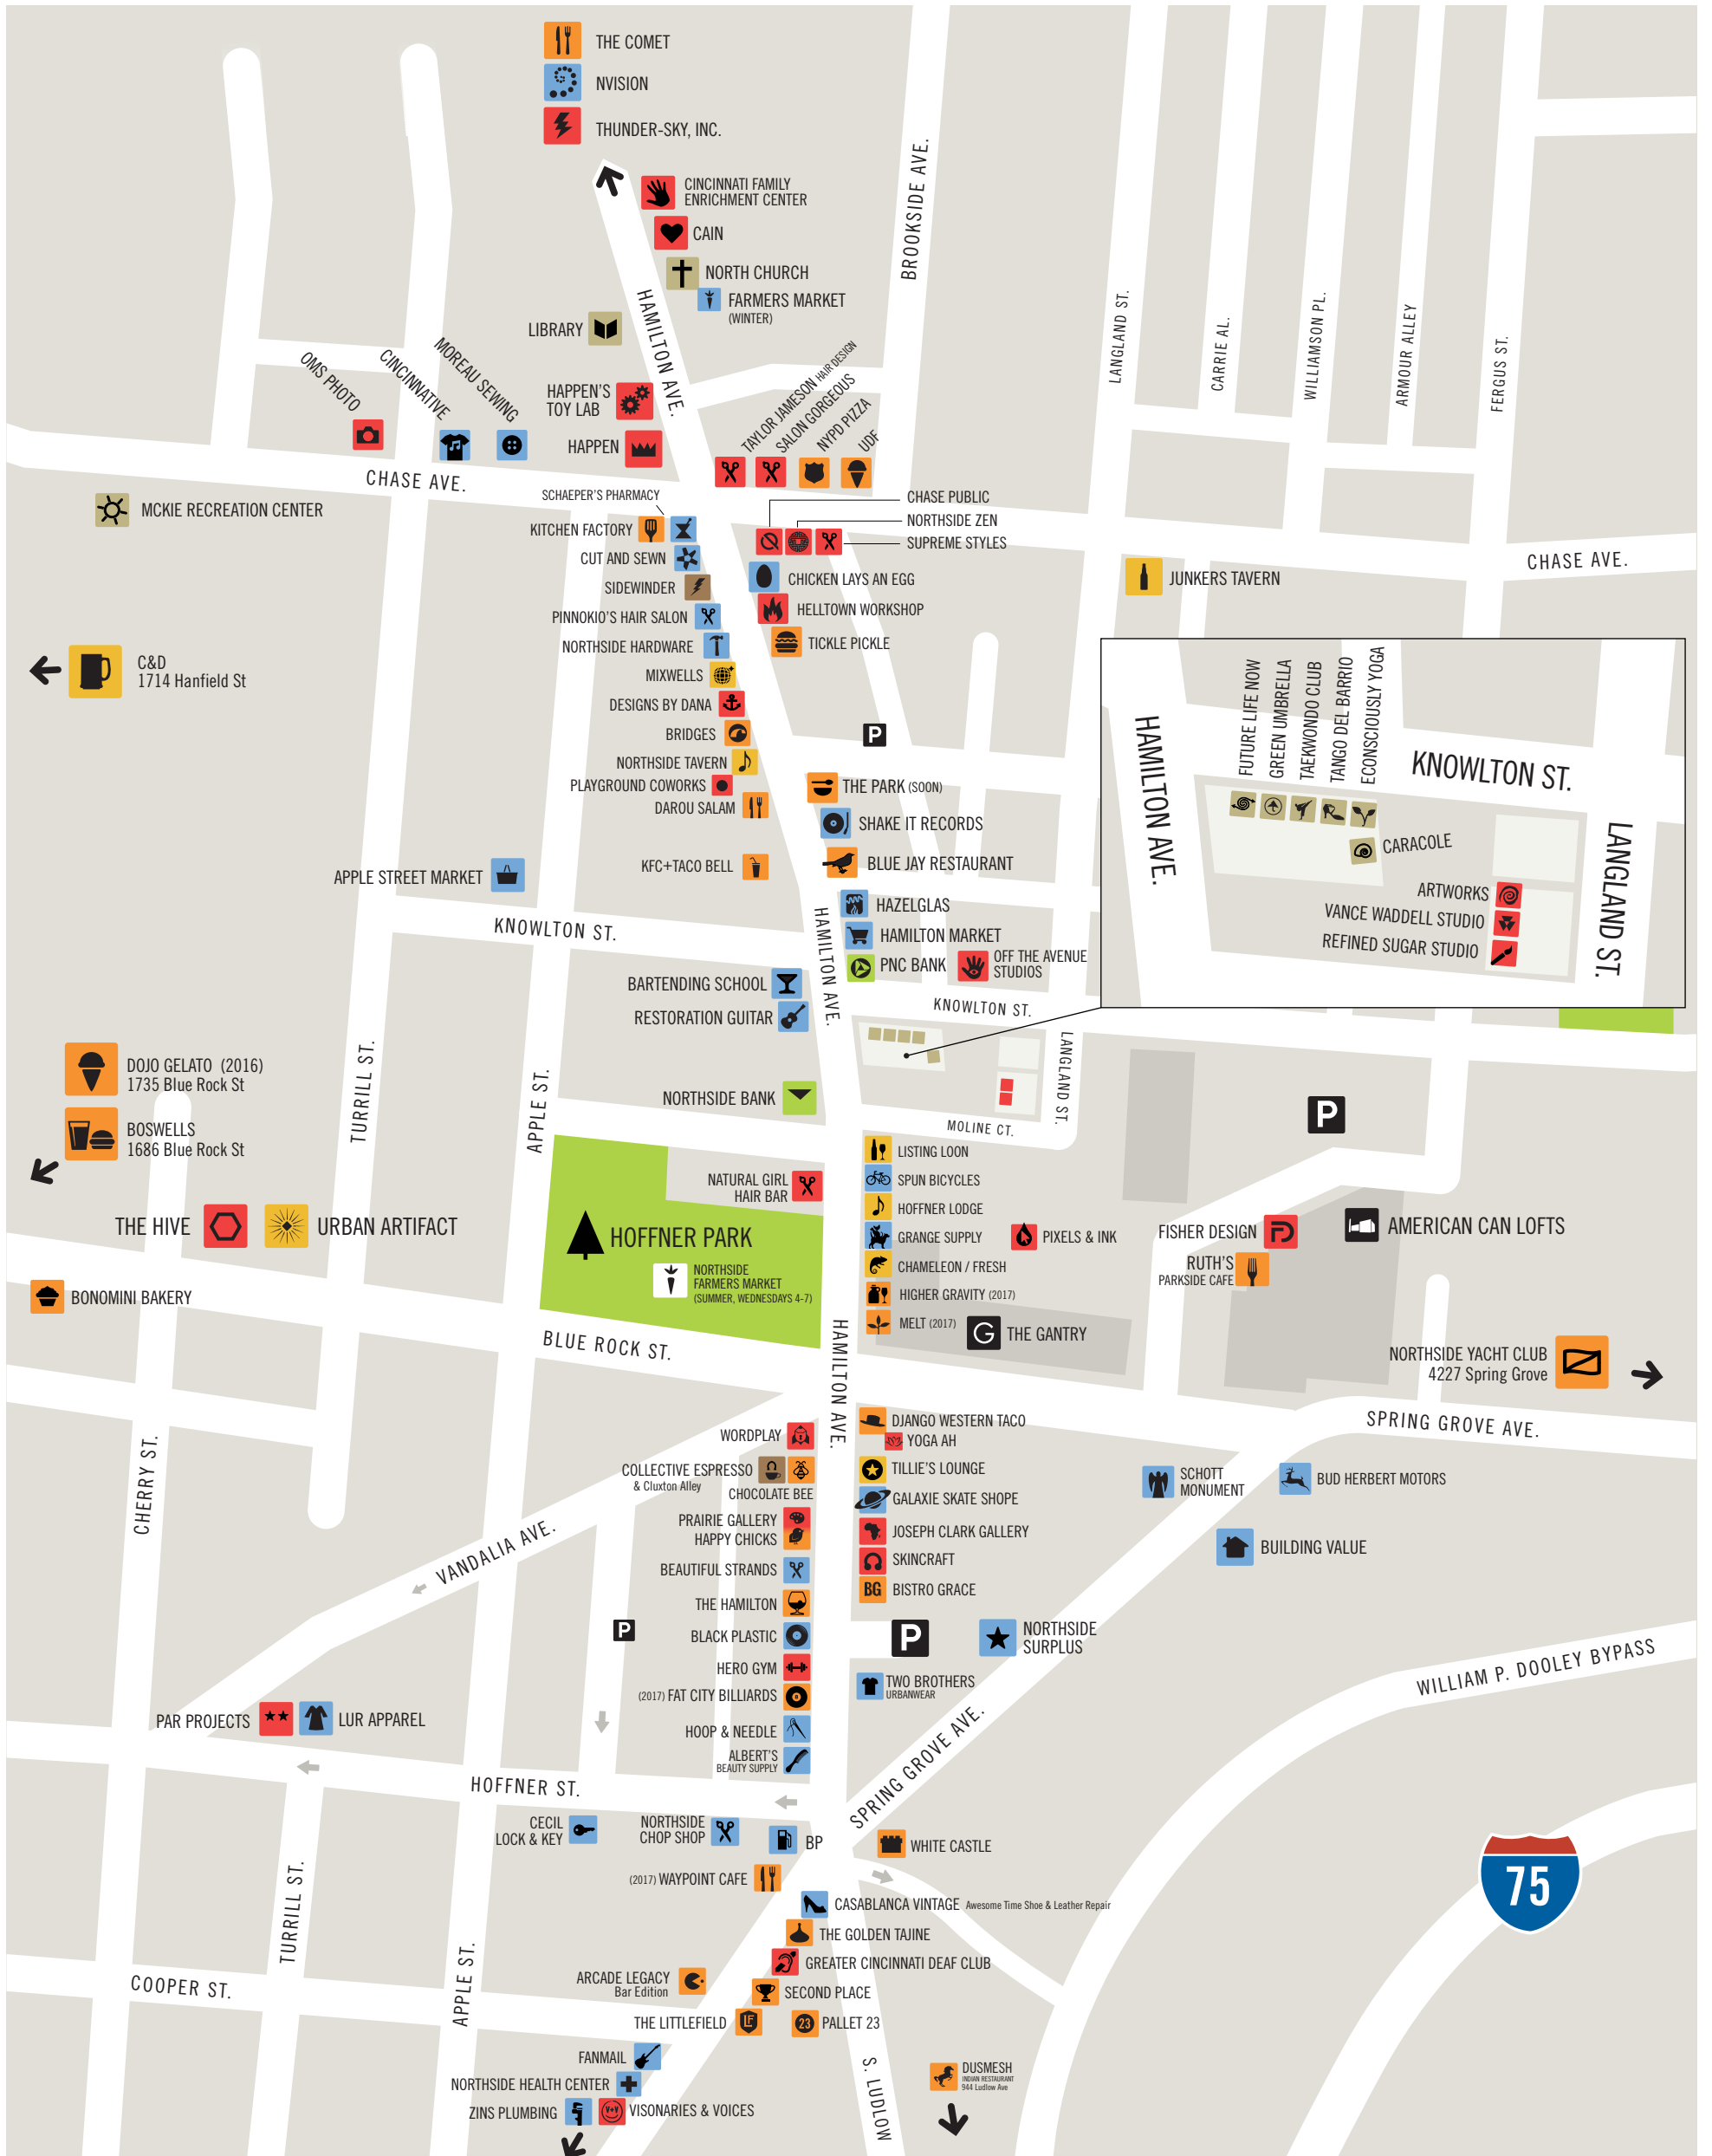 THE COMET
NVISION
THUNDER-SKY, INC.
CINCINNATI FAMILY
ENRICHMENT CENTER
CAIN
NORTH CHURCH
FARMERS MARKET
(WINTER)
LIBRARY
HAMILTON AVE.
BROOKSIDE AVE.
LANGLAND ST.
CARRIE AL.
WILLIAMSON PL.
ARMOUR ALLEY
FERGUS ST.
OMS PHOTO
CINCINNATIVE
MOREAU SEWING
HAPPEN'S
TOY LAB
HAPPEN
TAYLOR JAMESON HAIR DESIGN
SALON GORGEOUS
NYPD PIZZA
UDF
CHASE AVE.
MCKIE RECREATION CENTER
SCHAEPER'S PHARMACY
KITCHEN FACTORY
CUT AND SEWN
SIDEWINDER
PINNOKIO'S HAIR SALON
NORTHSIDE HARDWARE
MIXWELLS
DESIGNS BY DANA
BRIDGES
NORTHSIDE TAVERN
PLAYGROUND COWORKS
DAROU SALAM
KFC+TACO BELL
CHASE PUBLIC
NORTHSIDE ZEN
SUPREME STYLES
CHICKEN LAYS AN EGG
HELLTOWN WORKSHOP
TICKLE PICKLE
JUNKERS TAVERN
CHASE AVE.
C&D
1714 Hanfield St
P
THE PARK (SOON)
SHAKE IT RECORDS
BLUE JAY RESTAURANT
HAZELGLAS
HAMILTON MARKET
PNC BANK
OFF THE AVENUE
STUDIOS
HAMILTON AVE.
FUTURE LIFE NOW
GREEN UMBRELLA
TAEKWONDO CLUB
TANGO DEL BARRIO
ECONSCIOUSLY YOGA
KNOWLTON ST.
HAMILTON AVE.
CARACOLE
ARTWORKS
VANCE WADDELL STUDIO
REFINED SUGAR STUDIO
LANGLAND ST.
APPLE STREET MARKET
KNOWLTON ST.
BARTENDING SCHOOL
RESTORATION GUITAR
KNOWLTON ST.
LANGLAND ST.
MOLINE CT.
NORTHSIDE BANK
TURRILL ST.
APPLE ST.
DOJO GELATO (2016)
1735 Blue Rock St
BOSWELLS
1686 Blue Rock St
THE HIVE
URBAN ARTIFACT
BONOMINI BAKERY
NATURAL GIRL
HAIR BAR
HOFFNER PARK
NORTHSIDE
FARMERS MARKET
(SUMMER, WEDNESDAYS 4-7)
BLUE ROCK ST.
LISTING LOON
SPUN BICYCLES
HOFFNER LODGE
GRANGE SUPPLY
CHAMELEON / FRESH
HIGHER GRAVITY (2017)
MELT (2017)
PIXELS & INK
G
THE GANTRY
P
FISHER DESIGN
RUTH'S
PARKSIDE CAFE
AMERICAN CAN LOFTS
NORTHSIDE YACHT CLUB
4227 Spring Grove
SPRING GROVE AVE.
HAMILTON AVE.
WORDPLAY
COLLECTIVE ESPRESSO
& Cluxton Alley
CHOCOLATE BEE
PRAIRIE GALLERY
HAPPY CHICKS
BEAUTIFUL STRANDS
THE HAMILTON
BLACK PLASTIC
HERO GYM
(2017) FAT CITY BILLIARDS
HOOP & NEEDLE
ALBERT'S
BEAUTY SUPPLY
DJANGO WESTERN TACO
YOGA AH
TILLIE'S LOUNGE
GALAXIE SKATE SHOPE
JOSEPH CLARK GALLERY
SKINCRAFT
BG
BISTRO GRACE
P
NORTHSIDE
SURPLUS
TWO BROTHERS
URBANWEAR
SCHOTT
MONUMENT
BUD HERBERT MOTORS
BUILDING VALUE
CHERRY ST.
VANDALIA AVE.
P
PAR PROJECTS
LUR APPAREL
HOFFNER ST.
SPRING GROVE AVE.
WILLIAM P. DOOLEY BYPASS
CECIL
LOCK & KEY
NORTHSIDE
CHOP SHOP
BP
WHITE CASTLE
(2017) WAYPOINT CAFE
CASABLANCA VINTAGE Awesome Time Shoe & Leather Repair
THE GOLDEN TAJINE
GREATER CINCINNATI DEAF CLUB
ARCADE LEGACY
Bar Edition
SECOND PLACE
THE LITTLEFIELD
LF
23
PALLET 23
75
TURRILL ST.
COOPER ST.
APPLE ST.
FANMAIL
NORTHSIDE HEALTH CENTER
ZINS PLUMBING
V+V
VISONARIES & VOICES
S. LUDLOW
DUSMESH
INDIAN RESTAURANT
944 Ludlow Ave